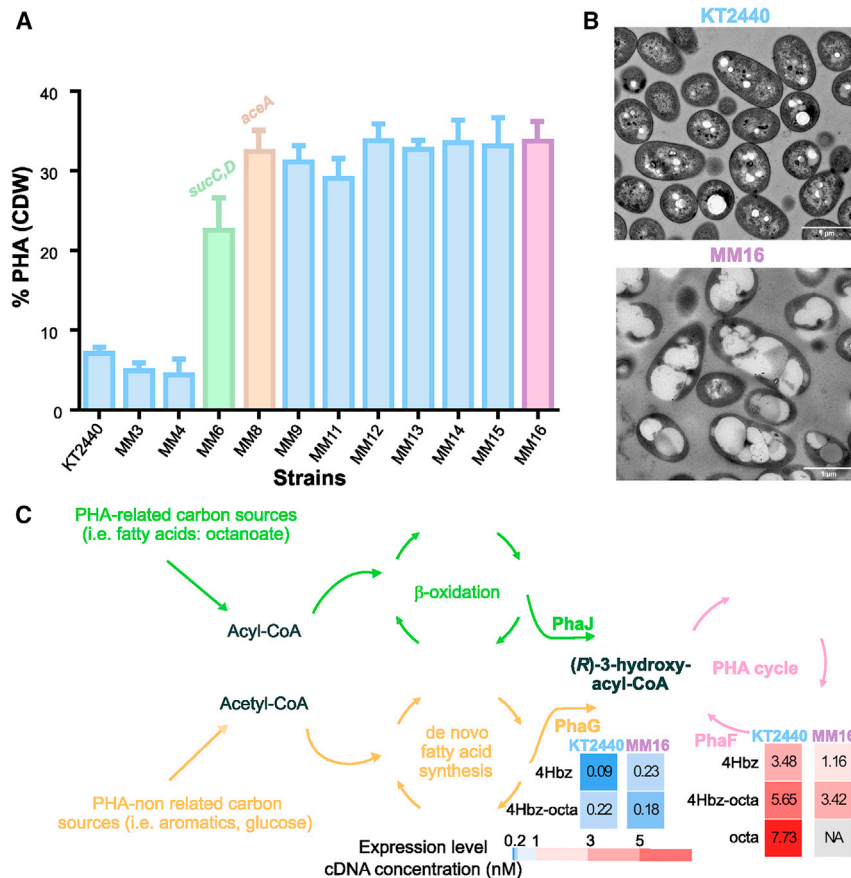 A
% PHA (CDW)
40
30
20
10
0
sucC,D
aceA
KT2440
MM3
MM4
MM6
MM8
MM9
MM11
MM12
MM13
MM14
MM15
MM16
Strains
B
KT2440
1 µm
MM16
1 µm
C
PHA-related carbon sources
(i.e. fatty acids: octanoate)
Acyl-CoA
β-oxidation
PhaJ
(R)-3-hydroxy-
acyl-CoA
PHA cycle
Acetyl-CoA
de novo
fatty acid
synthesis
PhaG
PhaF
PHA-non related carbon
sources (i.e. aromatics, glucose)
KT2440 MM16
4Hbz 0.09 0.23
4Hbz-octa 0.22 0.18
KT2440 MM16
4Hbz 3.48 1.16
4Hbz-octa 5.65 3.42
octa 7.73 NA
Expression level
cDNA concentration (nM)
0.2 1 3 5